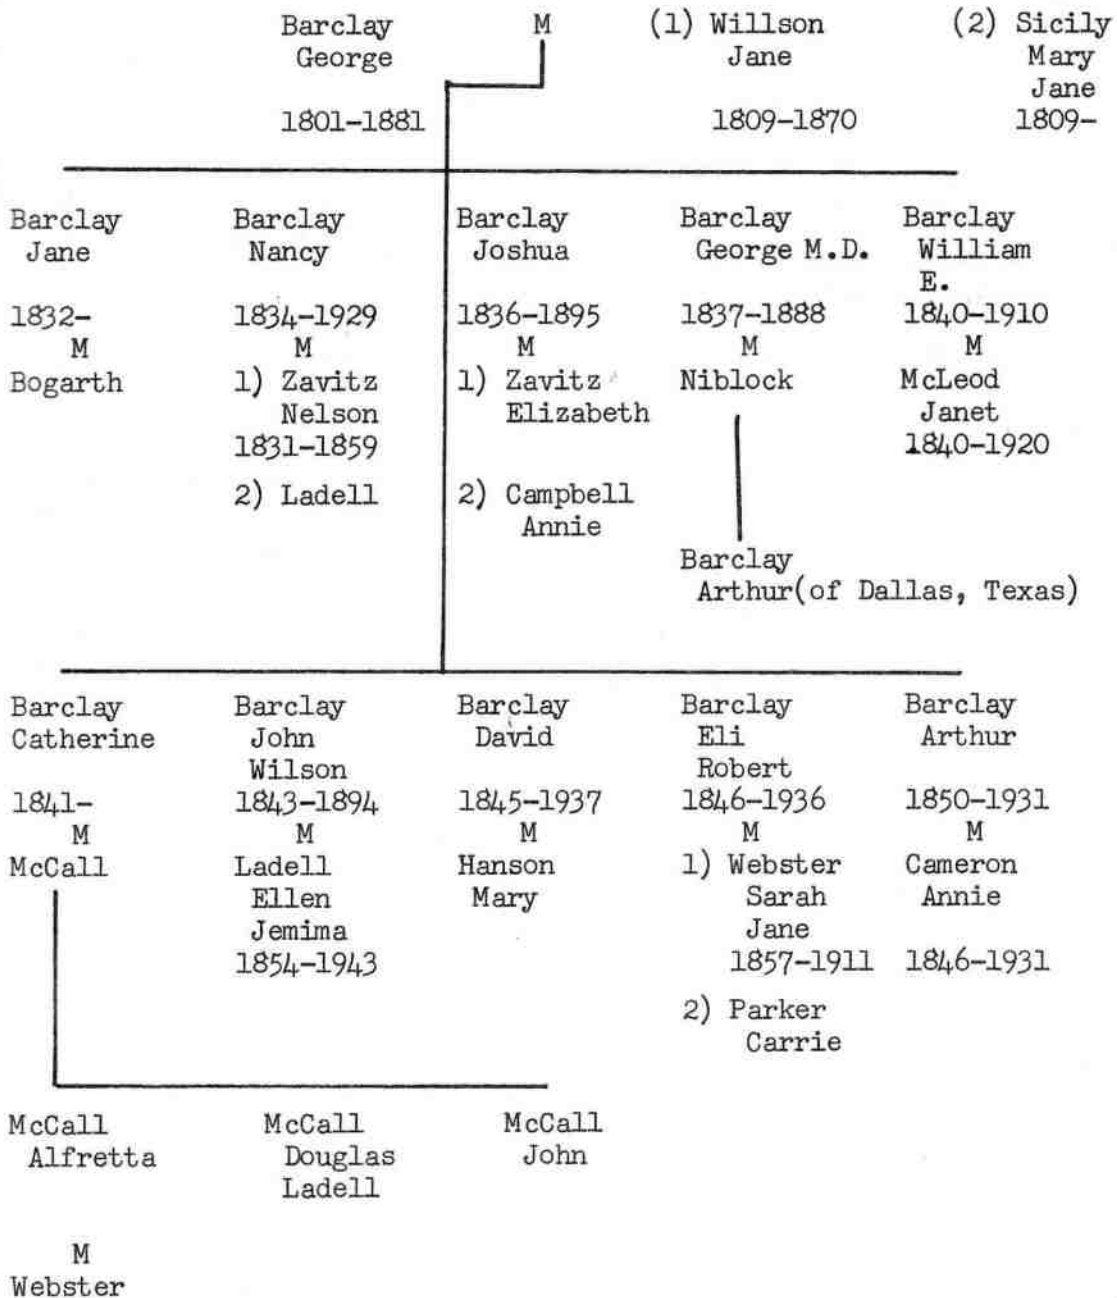 Barclay M (1) Willson (2) Sicily
George Jane Mary
Jane
1801-1881 1809-1870 1809-
Barclay Barclay Barclay Barclay Barclay
Jane Nancy Joshua George M.D. William
E.
1832- 1834-1929 1836-1895 1837-1888 1840-1910
M M M M M
Bogarth 1) Zavitz 1) Zavitz Niblock McLeod
Nelson Elizabeth Janet
1831-1859 1840-1920
2) Ladell 2) Campbell
Annie
Barclay
Arthur(of Dallas, Texas)
Barclay Barclay Barclay Barclay Barclay
Catherine John David Eli Arthur
Wilson Robert
1841- 1843-1894 1845-1937 1846-1936 1850-1931
M M M M M
McCall Ladell Hanson 1) Webster Cameron
Ellen Mary Sarah Annie
Jemima Jane
1854-1943 1857-1911 1846-1931
2) Parker
Carrie
McCall McCall McCall
Alfretta Douglas John
Ladell
M
Webster